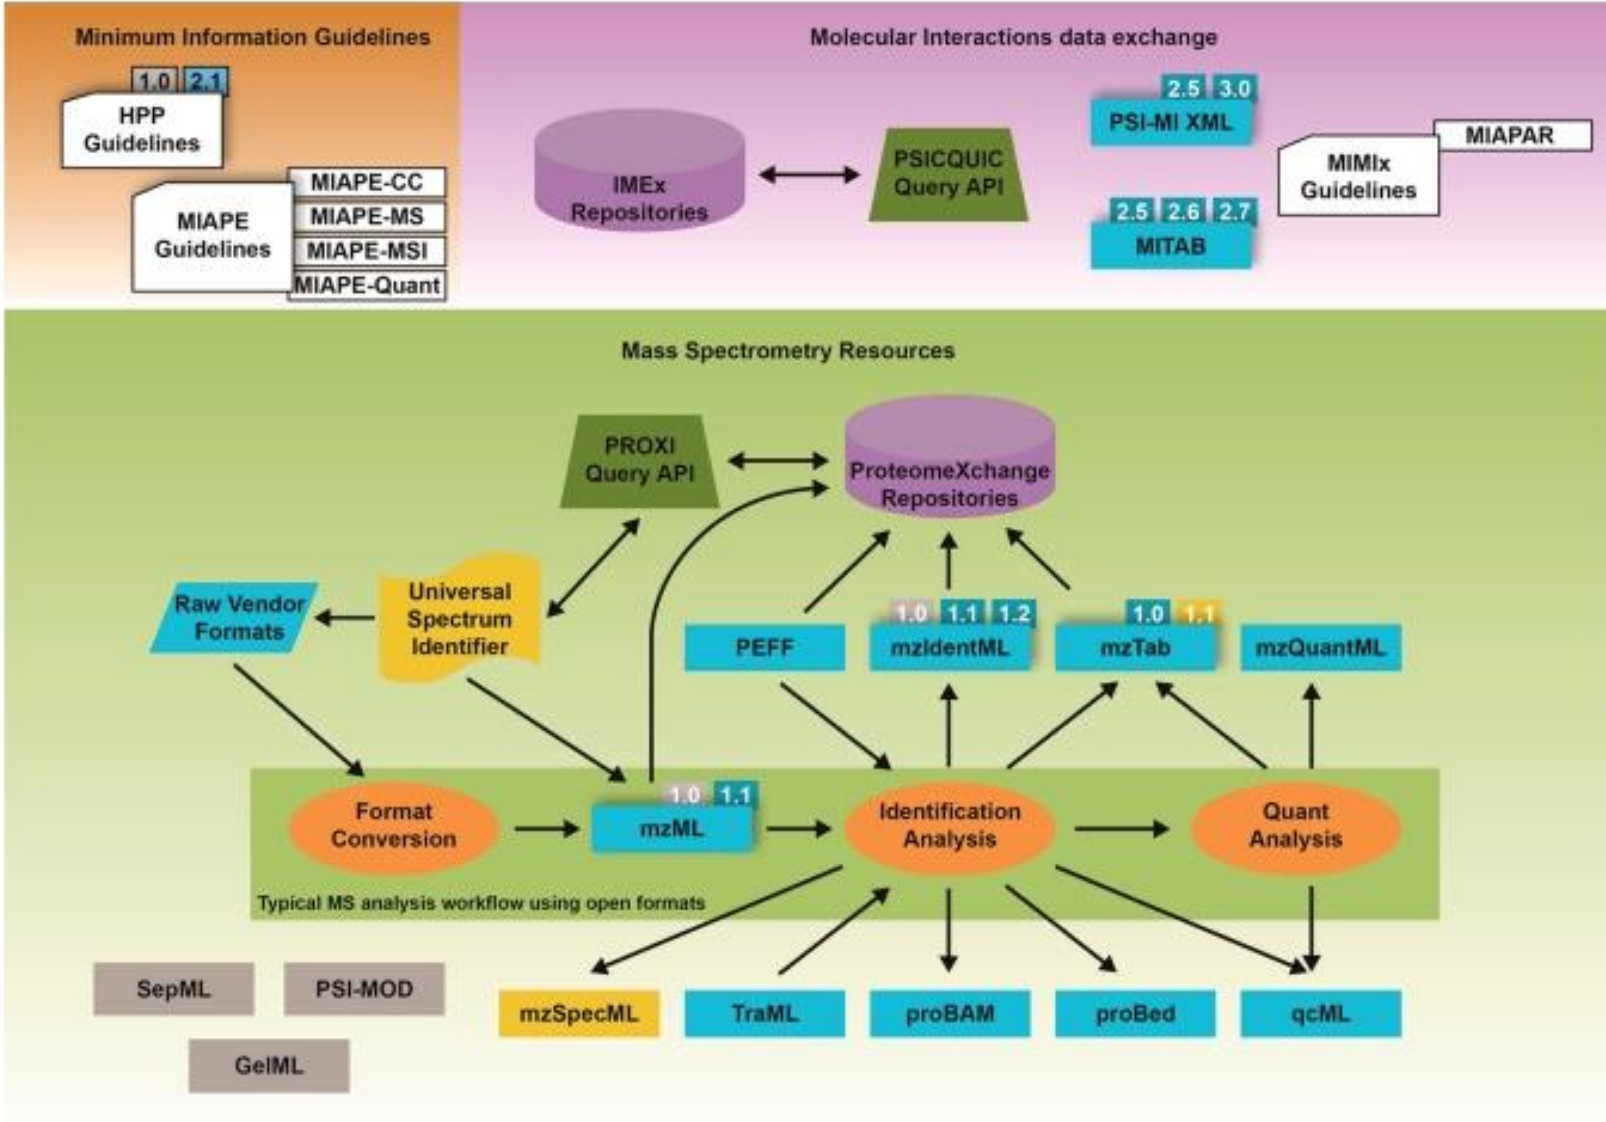 Minimum Information Guidelines
1.0 2.1
HPP
Guidelines
MIAPE
Guidelines
MIAPE-CC
MIAPE-MS
MIAPE-MSI
MIAPE-Quant
Molecular Interactions data exchange
IMEx
Repositories
PSICQUIC
Query API
2.5 3.0
PSI-MI XML
2.5 2.6 2.7
MITAB
MIMIx
Guidelines
MIAPAR
Mass Spectrometry Resources
PROXI
Query API
ProteomeXchange
Repositories
Raw Vendor
Formats
Universal
Spectrum
Identifier
PEFF
1.0 1.1 1.2
mzIdentML
1.0 1.1
mzTab
mzQuantML
Format
Conversion
1.0 1.1
mzML
Identification
Analysis
Quant
Analysis
Typical MS analysis workflow using open formats
SepML
PSI-MOD
GelML
mzSpecML
TraML
proBAM
proBed
qcML